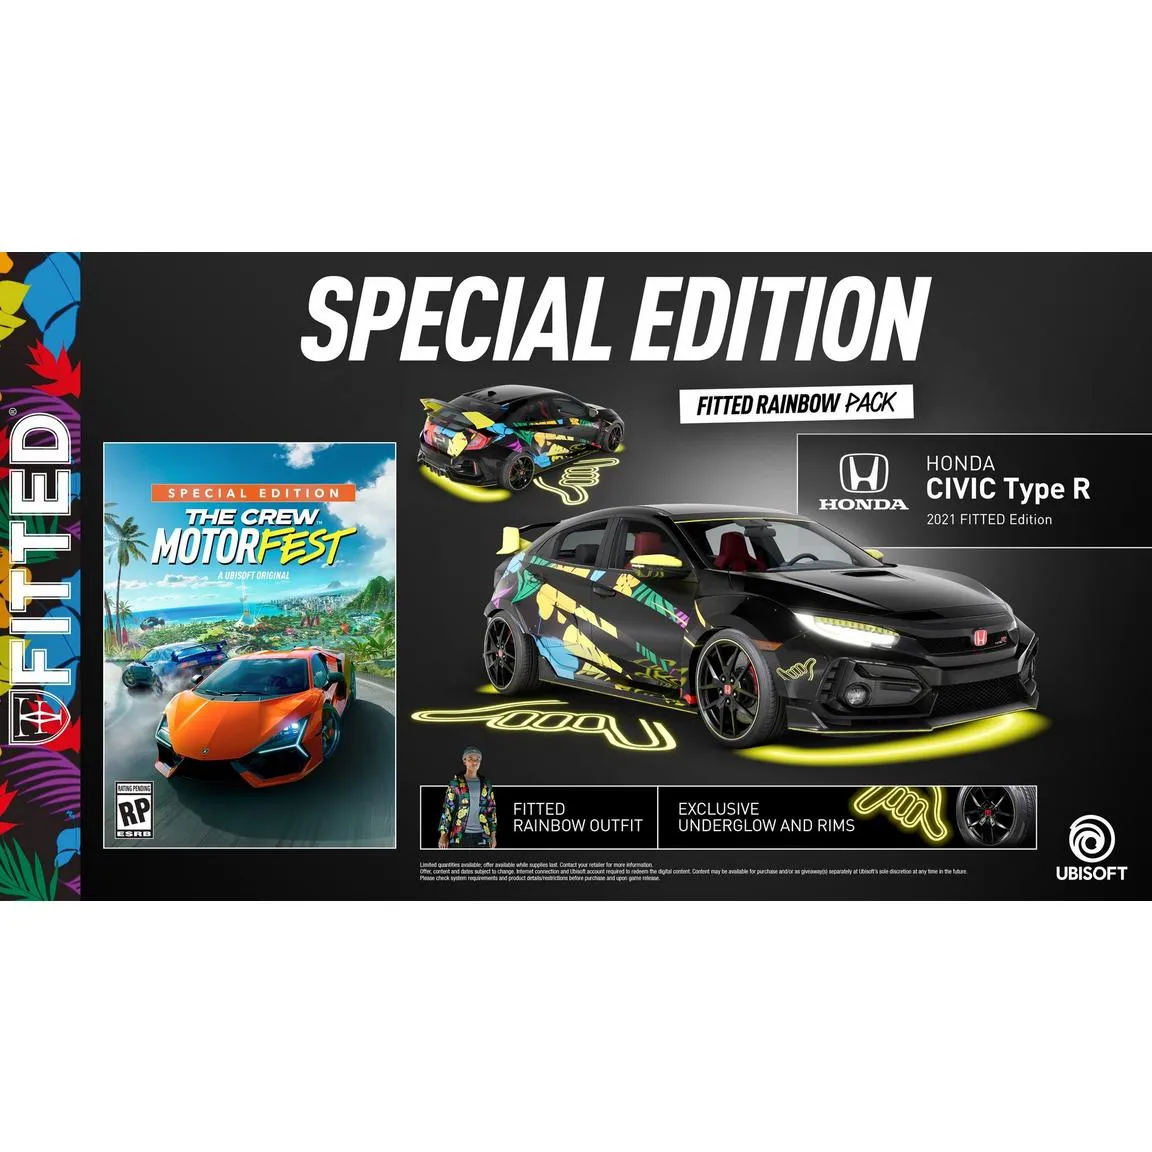 SPECIAL EDITION
FITTED RAINBOW PACK
HONDA
HONDA
CIVIC Type R
2021 FITTED Edition
FITTED®
SPECIAL EDITION
THE CREW™
MOTORFEST
A UBISOFT ORIGINAL
RATING PENDING
RP
ESRB
FITTED
RAINBOW OUTFIT
EXCLUSIVE
UNDERGLOW AND RIMS
Limited quantities available; offer available while supplies last. Contact your retailer for more information.
Offer, content and dates subject to change. Internet connection and Ubisoft account required to redeem the digital content. Content may be available for purchase and/or as giveaway(s) separately at Ubisoft's sole discretion at any time in the future.
Please check system requirements and product details/restrictions before purchase and upon game release.
UBISOFT